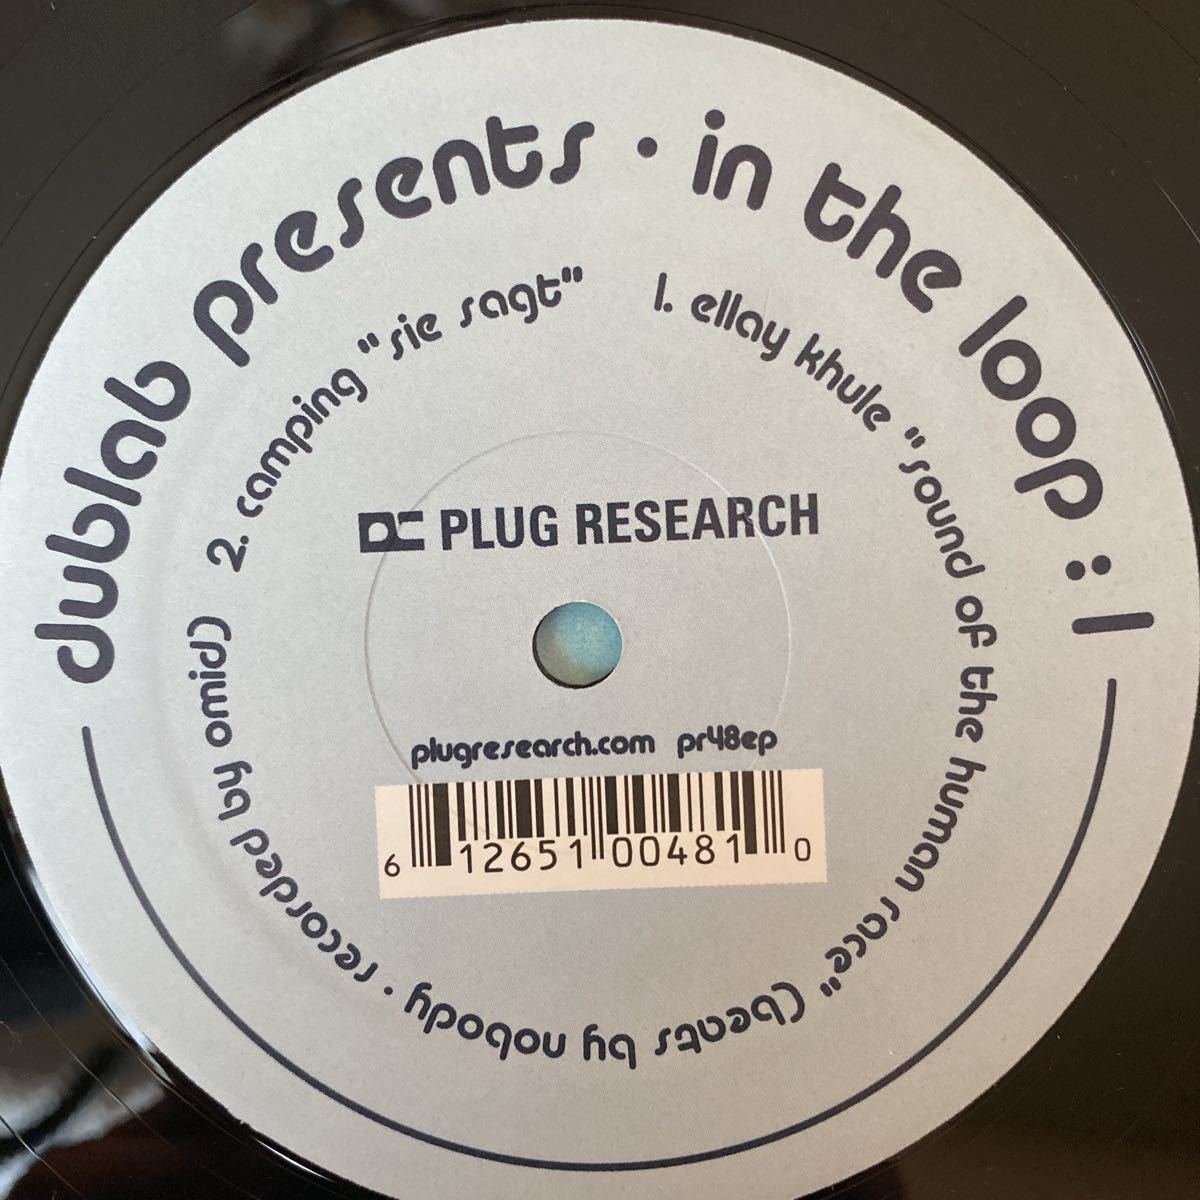 dublab presents · in the loop : 1
1. ellay khule "sound of the human race" (beats by nobody · recorded by omid)
2. camping "sie sagt"
PLUG RESEARCH
plugresearch.com pr48ep
6 12651 00481 0